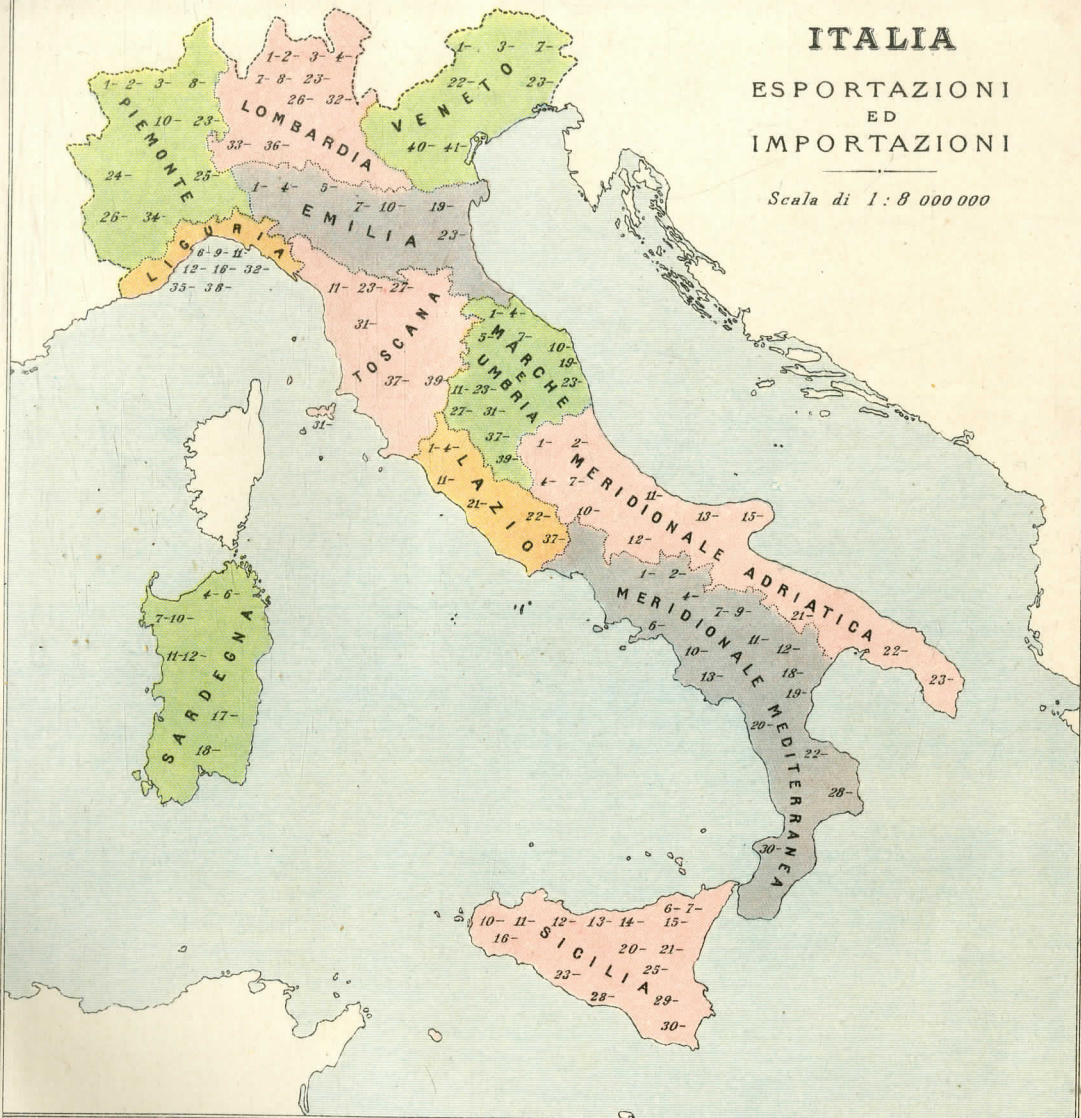 ITALIA
ESPORTAZIONI
ED
IMPORTAZIONI
Scala di 1:8 000 000
PIEMONTE
1- 2- 3- 8-
10- 23-
24- 25-
26- 34-
LOMBARDIA
1-2- 3- 4-
7- 8- 23-
26- 32-
33- 36-
VENETO
1- 3- 7-
22- 23-
40- 41-
LIGURIA
6-9-11-
12- 16- 32-
35- 38-
EMILIA
1- 4- 5-
7- 10- 19-
23-
TOSCANA
11- 23- 27-
31-
37- 39-
31-
MARCHE
E
UMBRIA
1-4-
5- 7-
10-
19-
11-23- 23-
27- 31-
37-
39-
LAZIO
1-4-
11-
21-
22-
37-
MERIDIONALE ADRIATICA
1- 2-
4- 7-
10- 11- 13- 15-
12-
21-
22-
23-
MERIDIONALE MEDITERRANEA
1- 2-
4-
7-9-
6-
10- 11- 12-
13- 18-
19-
20-
22-
28-
30-
SARDEGNA
4-6-
7-10-
11-12-
17-
18-
SICILIA
6-7-
10- 11- 12- 13- 14- 15-
16-
20- 21-
23- 25-
28- 29-
30-